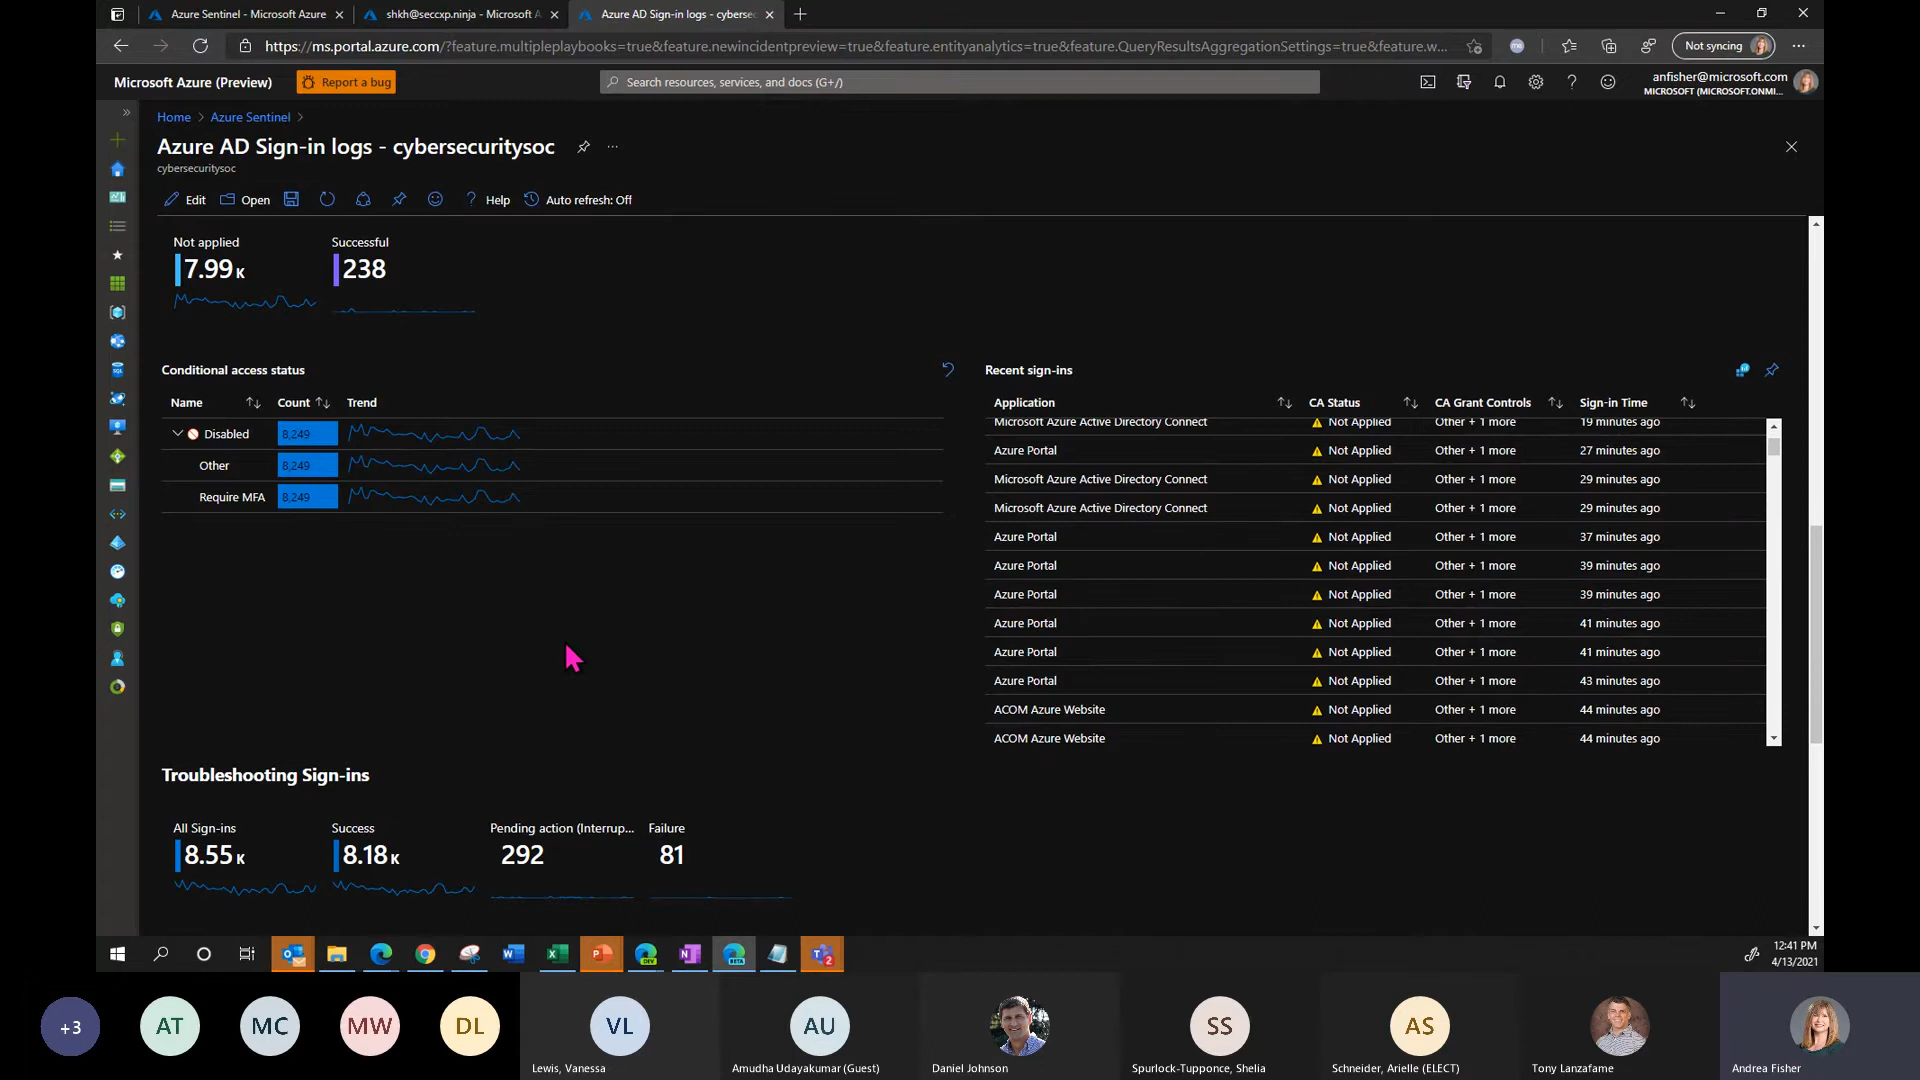 Azure Sentinel - Microsoft Azure
shkh@seccxp.ninja - Microsoft A
Azure AD Sign-in logs - cybersec
https://ms.portal.azure.com/?feature.multipleplaybooks=true&feature.newincidentpreview=true&feature.entityanalytics=true&feature.QueryResultsAggregationSettings=true&feature.w...
Not syncing
Microsoft Azure (Preview)
Report a bug
Search resources, services, and docs (G+/)
anfisher@microsoft.com
MICROSOFT (MICROSOFT.ONMI...
Home > Azure Sentinel >
Azure AD Sign-in logs - cybersecuritysoc
cybersecuritysoc
Edit Open ? Help Auto refresh: Off
Not applied Successful
7.99 K 238
Conditional access status
Name Count Trend
Disabled 8,249
Other 8,249
Require MFA 8,249
Recent sign-ins
Application CA Status CA Grant Controls Sign-in Time
Microsoft Azure Active Directory Connect Not Applied Other + 1 more 19 minutes ago
Azure Portal Not Applied Other + 1 more 27 minutes ago
Microsoft Azure Active Directory Connect Not Applied Other + 1 more 29 minutes ago
Microsoft Azure Active Directory Connect Not Applied Other + 1 more 29 minutes ago
Azure Portal Not Applied Other + 1 more 37 minutes ago
Azure Portal Not Applied Other + 1 more 39 minutes ago
Azure Portal Not Applied Other + 1 more 39 minutes ago
Azure Portal Not Applied Other + 1 more 41 minutes ago
Azure Portal Not Applied Other + 1 more 41 minutes ago
Azure Portal Not Applied Other + 1 more 43 minutes ago
ACOM Azure Website Not Applied Other + 1 more 44 minutes ago
ACOM Azure Website Not Applied Other + 1 more 44 minutes ago
Troubleshooting Sign-ins
All Sign-ins Success Pending action (Interrup... Failure
8.55 K 8.18 K 292 81
12:41 PM
4/13/2021
+3 AT MC MW DL VL AU SS AS
Lewis, Vanessa Amudha Udayakumar (Guest) Daniel Johnson Spurlock-Tupponce, Shelia Schneider, Arielle (ELECT) Tony Lanzafame Andrea Fisher